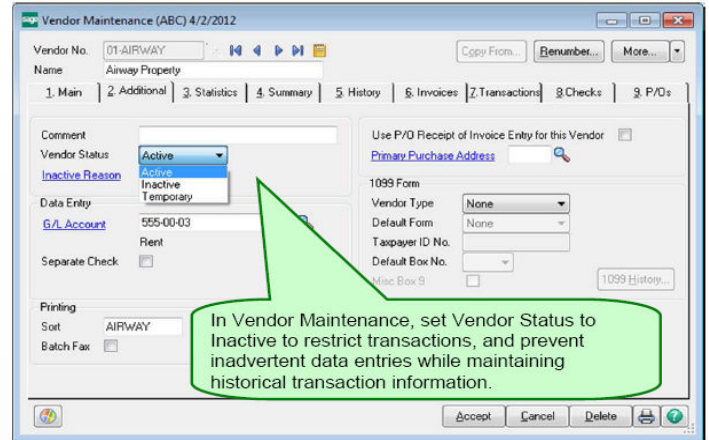 sage Vendor Maintenance (ABC) 4/2/2012
Vendor No. 01-AIRWAY Copy From... Renumber... More...
Name Airway Property
1. Main 2. Additional 3. Statistics 4. Summary 5. History 6. Invoices 7. Transactions 8. Checks 9. P/Os
Comment Use P/O Receipt of Invoice Entry for this Vendor
Vendor Status Active Primary Purchase Address
Inactive Reason Active
Inactive
Temporary
1099 Form
Data Entry Vendor Type None
G/L Account 555-00-03 Default Form None
Rent Taxpayer ID No.
Separate Check Default Box No.
Misc Box 9 1099 History...
Printing
Sort AIRWAY
Batch Fax
In Vendor Maintenance, set Vendor Status to
Inactive to restrict transactions, and prevent
inadvertent data entries while maintaining
historical transaction information.
Accept Cancel Delete